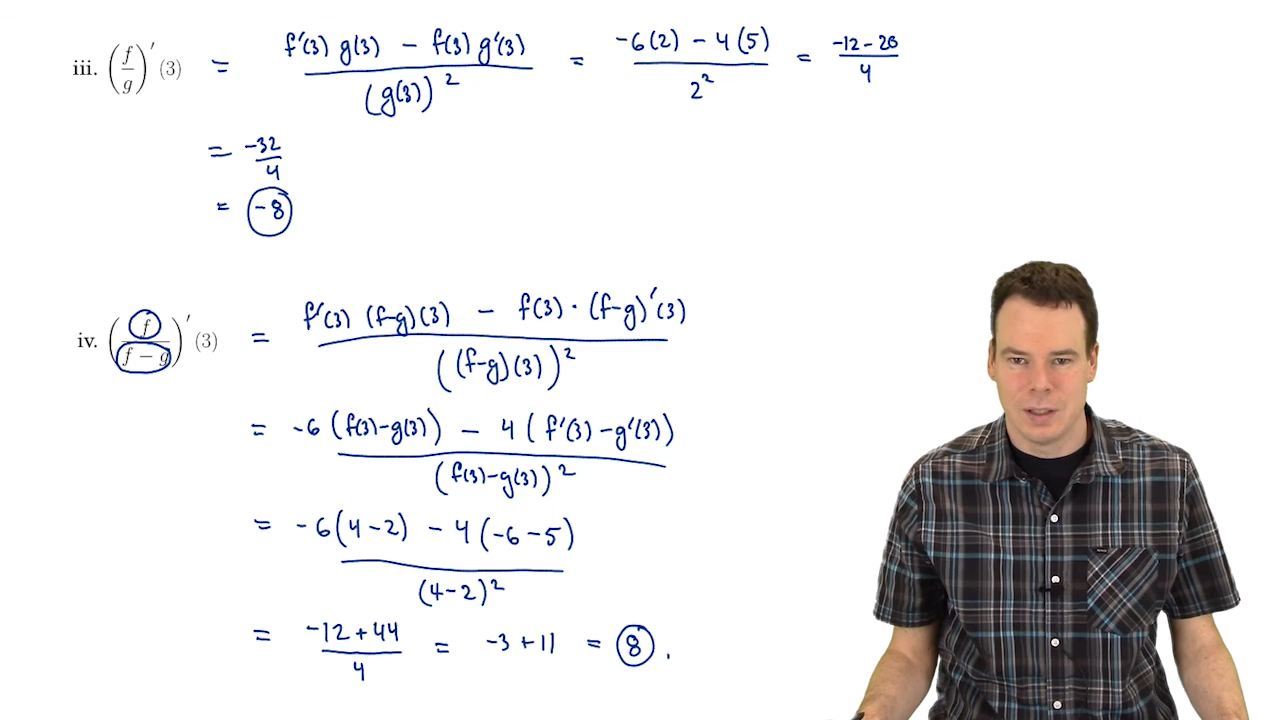 iii. (f/g)′(3) = (f′(3) g(3) − f(3) g′(3))/(g(3))² = (−6(2) − 4(5))/2² = (−12 − 20)/4
= −32/4
= −8
iv. (f/(f − g))′(3) = (f′(3) (f−g)(3) − f(3) · (f−g)′(3))/((f−g)(3))²
= (−6(f(3)−g(3)) − 4(f′(3)−g′(3)))/(f(3)−g(3))²
= (−6(4−2) − 4(−6−5))/(4−2)²
= (−12+44)/4 = −3+11 = 8.